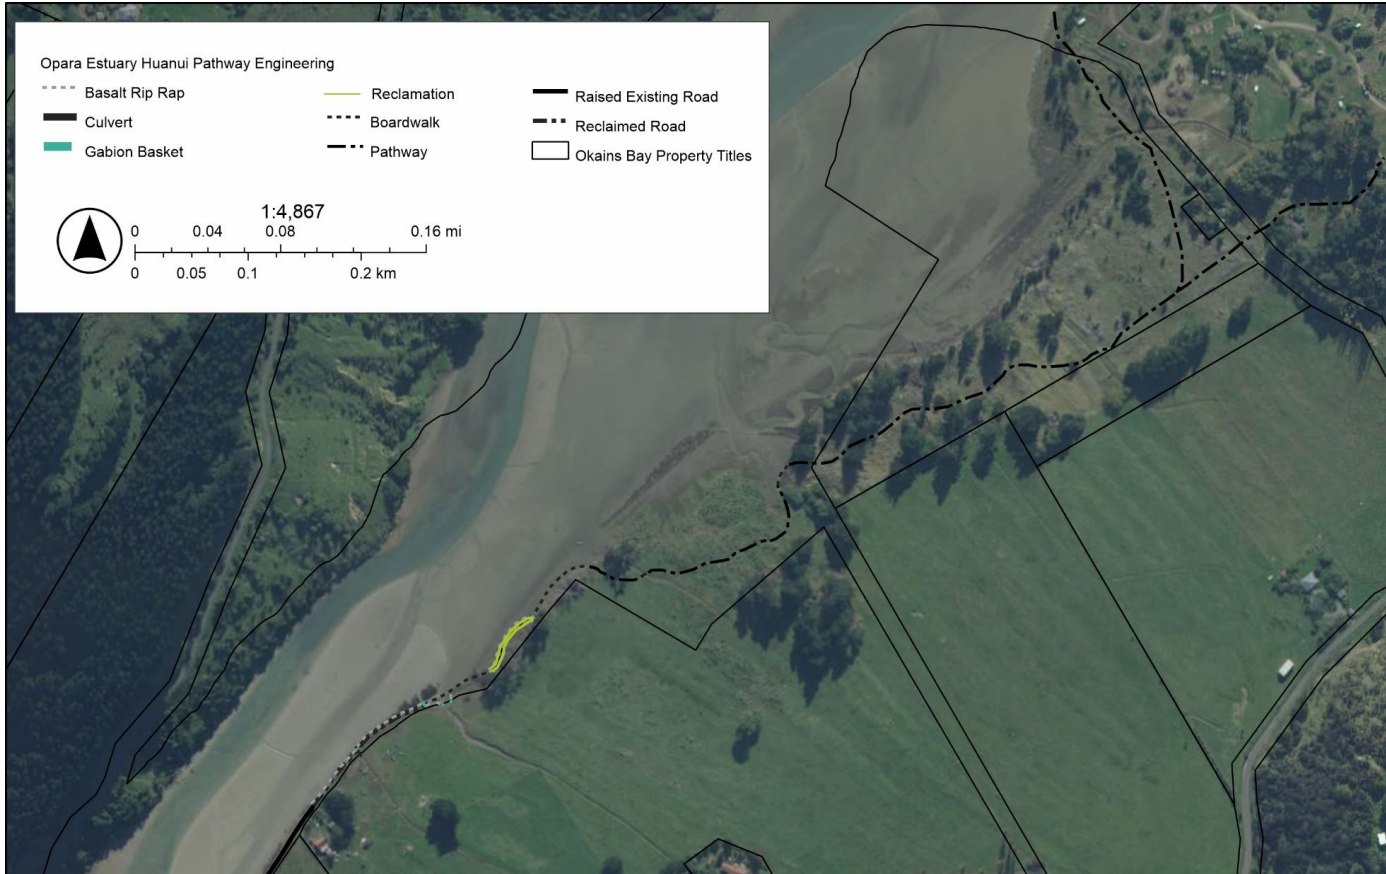 Opara Estuary Huanui Pathway Engineering
Basalt Rip Rap
Reclamation
Raised Existing Road
Culvert
Boardwalk
Reclaimed Road
Gabion Basket
Pathway
Okains Bay Property Titles
1:4,867
0 0.04 0.08 0.16 mi
0 0.05 0.1 0.2 km